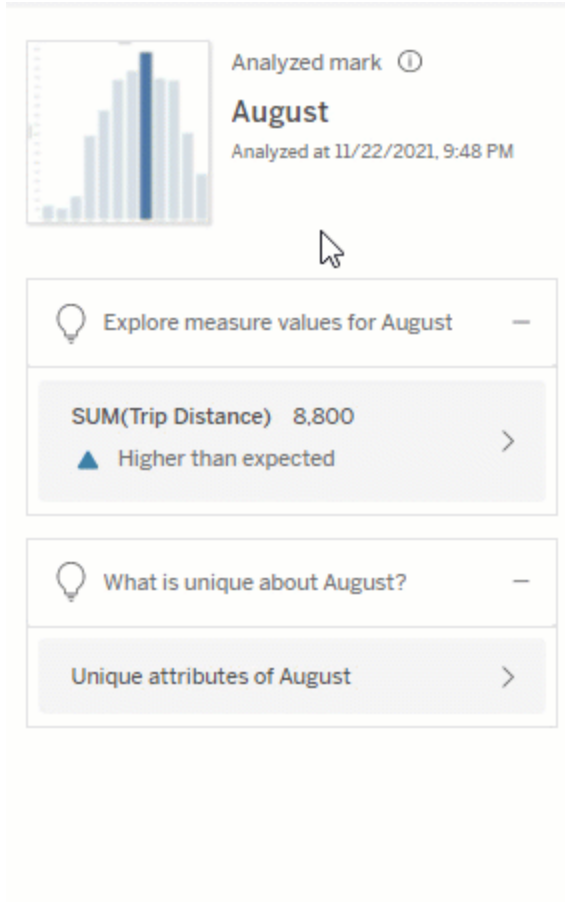 Analyzed mark
August
Analyzed at 11/22/2021, 9:48 PM
Explore measure values for August
SUM(Trip Distance) 8,800
Higher than expected
What is unique about August?
Unique attributes of August